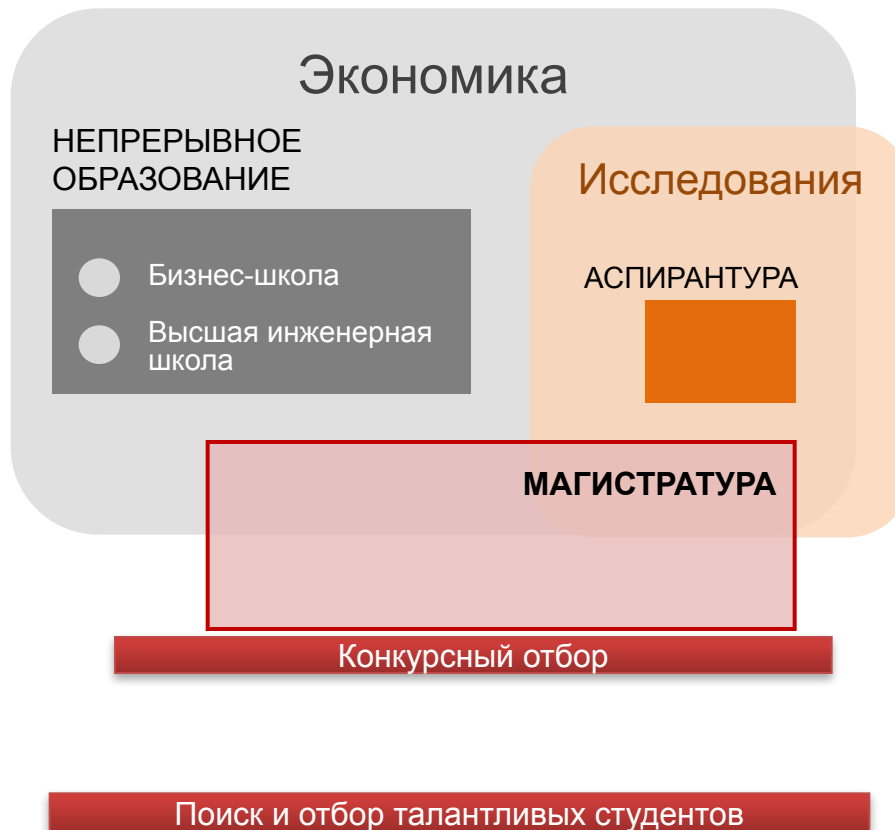 Экономика
НЕПРЕРЫВНОЕ
ОБРАЗОВАНИЕ
Исследования
Бизнес-школа
Высшая инженерная
школа
АСПИРАНТУРА
МАГИСТРАТУРА
Конкурсный отбор
Поиск и отбор талантливых студентов